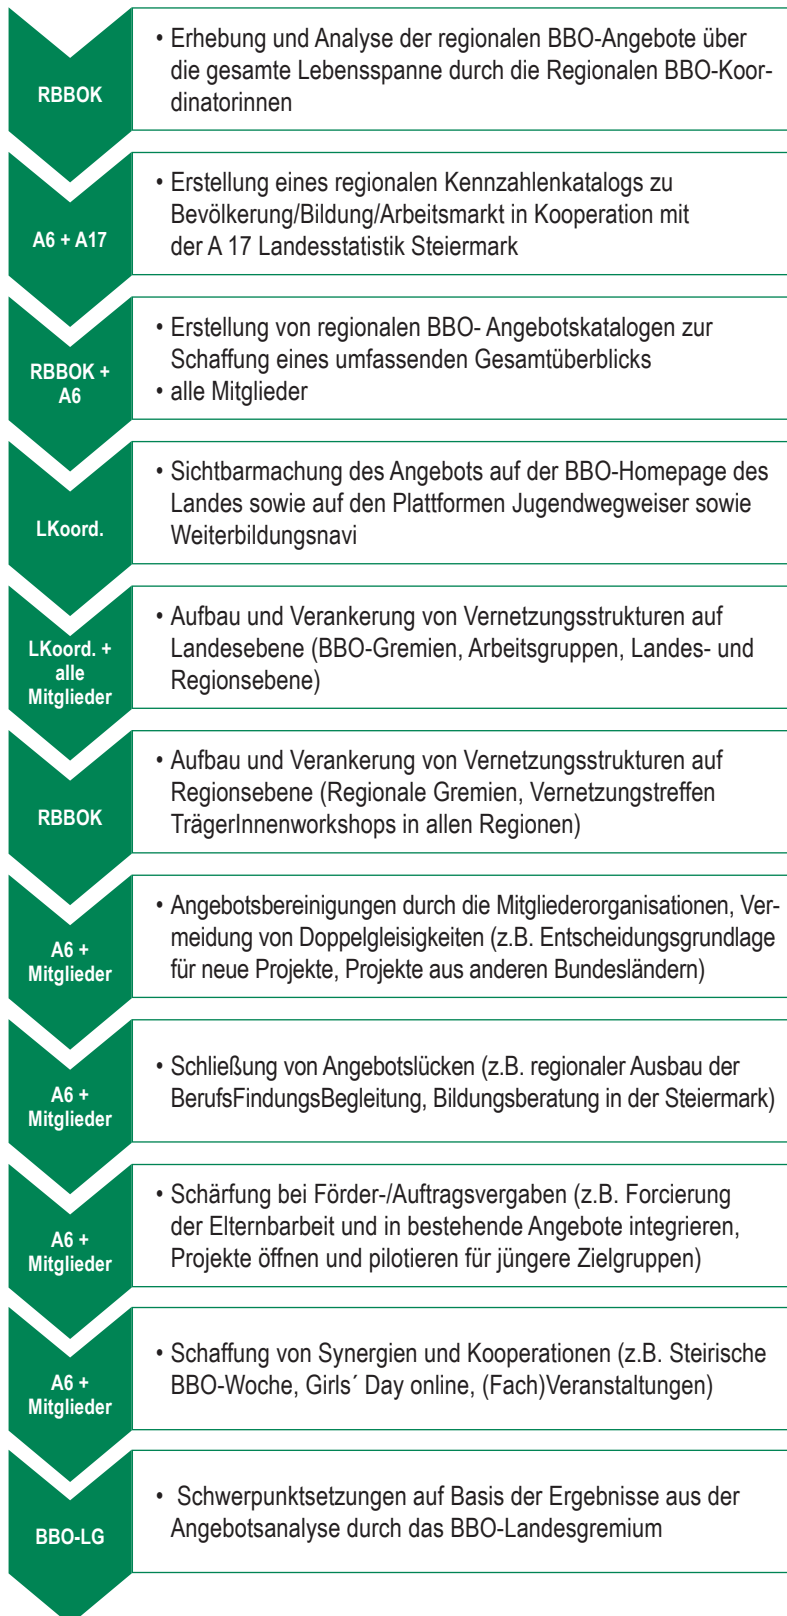 RBBOK
• Erhebung und Analyse der regionalen BBO-Angebote über
die gesamte Lebensspanne durch die Regionalen BBO-Koor-
dinatorinnen
A6 + A17
• Erstellung eines regionalen Kennzahlenkatalogs zu
Bevölkerung/Bildung/Arbeitsmarkt in Kooperation mit
der A 17 Landesstatistik Steiermark
RBBOK +
A6
• Erstellung von regionalen BBO- Angebotskatalogen zur
Schaffung eines umfassenden Gesamtüberblicks
• alle Mitglieder
LKoord.
• Sichtbarmachung des Angebots auf der BBO-Homepage des
Landes sowie auf den Plattformen Jugendwegweiser sowie
Weiterbildungsnavi
LKoord. +
alle
Mitglieder
• Aufbau und Verankerung von Vernetzungsstrukturen auf
Landesebene (BBO-Gremien, Arbeitsgruppen, Landes- und
Regionsebene)
RBBOK
• Aufbau und Verankerung von Vernetzungsstrukturen auf
Regionsebene (Regionale Gremien, Vernetzungstreffen
TrägerInnenworkshops in allen Regionen)
A6 +
Mitglieder
• Angebotsbereinigungen durch die Mitgliederorganisationen, Ver-
meidung von Doppelgleisigkeiten (z.B. Entscheidungsgrundlage
für neue Projekte, Projekte aus anderen Bundesländern)
A6 +
Mitglieder
• Schließung von Angebotslücken (z.B. regionaler Ausbau der
BerufsFindungsBegleitung, Bildungsberatung in der Steiermark)
A6 +
Mitglieder
• Schärfung bei Förder-/Auftragsvergaben (z.B. Forcierung
der Elternbarbeit und in bestehende Angebote integrieren,
Projekte öffnen und pilotieren für jüngere Zielgruppen)
A6 +
Mitglieder
• Schaffung von Synergien und Kooperationen (z.B. Steirische
BBO-Woche, Girls´ Day online, (Fach)Veranstaltungen)
BBO-LG
• Schwerpunktsetzungen auf Basis der Ergebnisse aus der
Angebotsanalyse durch das BBO-Landesgremium